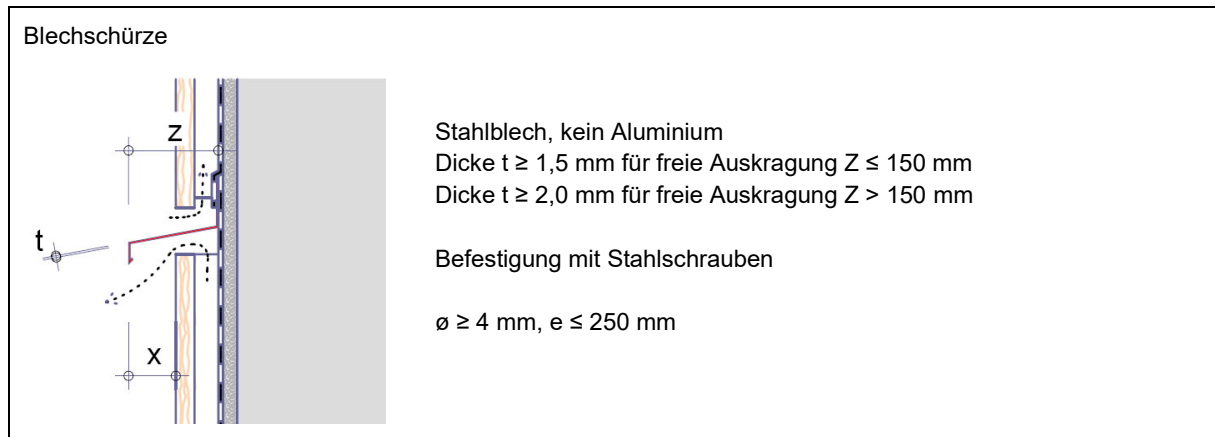 Blechschürze
z
t
x
Stahlblech, kein Aluminium
Dicke t ≥ 1,5 mm für freie Auskragung Z ≤ 150 mm
Dicke t ≥ 2,0 mm für freie Auskragung Z > 150 mm
Befestigung mit Stahlschrauben
ø ≥ 4 mm, e ≤ 250 mm